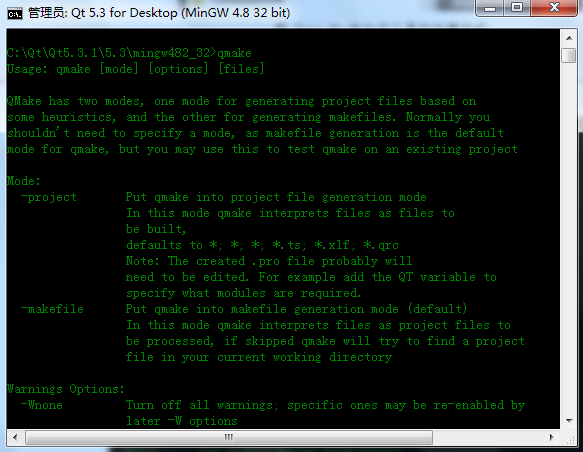 管理员: Qt 5.3 for Desktop (MinGW 4.8 32 bit)
C:\Qt\Qt5.3.1\5.3\mingw482_32>qmake
Usage: qmake [mode] [options] [files]
QMake has two modes, one mode for generating project files based on
some heuristics, and the other for generating makefiles. Normally you
shouldn't need to specify a mode, as makefile generation is the default
mode for qmake, but you may use this to test qmake on an existing project
Mode:
-project Put qmake into project file generation mode
In this mode qmake interprets files as files to
be built,
defaults to *; *; *; *.ts; *.xlf; *.qrc
Note: The created .pro file probably will
need to be edited. For example add the QT variable to
specify what modules are required.
-makefile Put qmake into makefile generation mode (default)
In this mode qmake interprets files as project files to
be processed, if skipped qmake will try to find a project
file in your current working directory
Warnings Options:
-Wnone Turn off all warnings; specific ones may be re-enabled by
later -W options